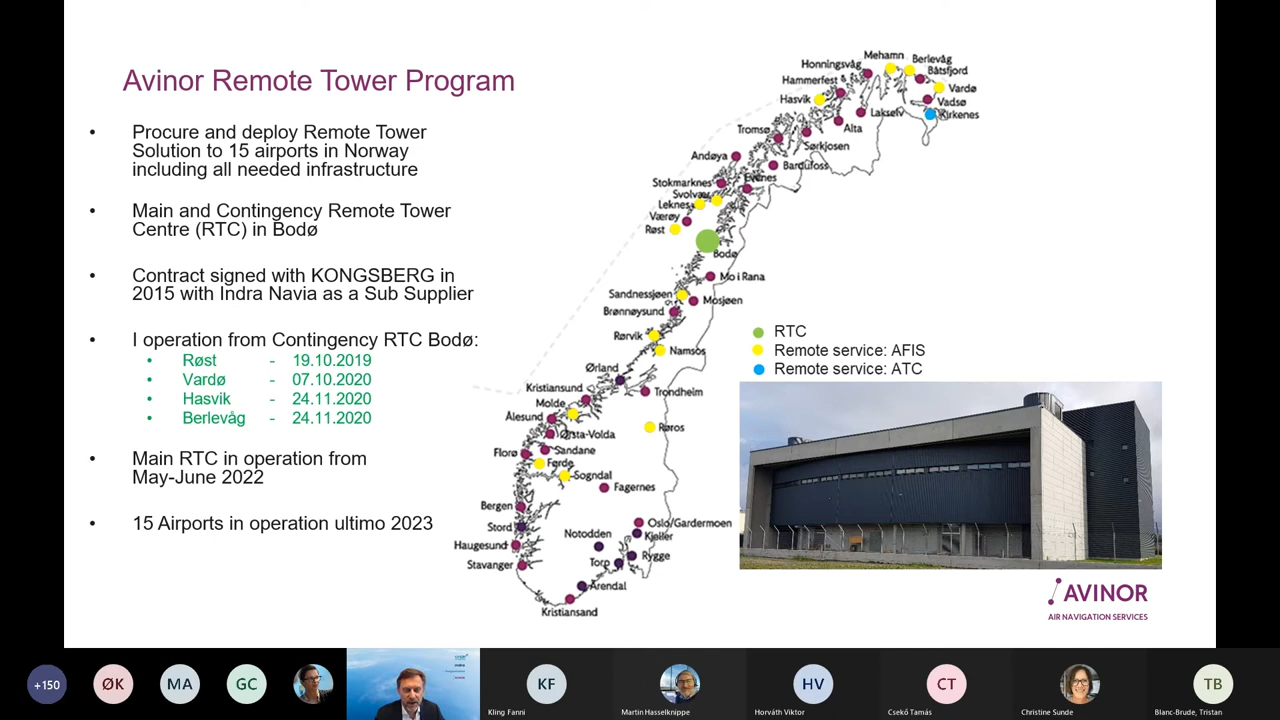 Avinor Remote Tower Program
• Procure and deploy Remote Tower
Solution to 15 airports in Norway
including all needed infrastructure
• Main and Contingency Remote Tower
Centre (RTC) in Bodø
• Contract signed with KONGSBERG in
2015 with Indra Navia as a Sub Supplier
• I operation from Contingency RTC Bodø:
• Røst - 19.10.2019
• Vardø - 07.10.2020
• Hasvik - 24.11.2020
• Berlevåg - 24.11.2020
• Main RTC in operation from
May-June 2022
• 15 Airports in operation ultimo 2023
Mehamn
Berlevåg
Honningsvåg
Båtsfjord
Hammerfest
Vardø
Hasvik
Vadsø
Lakselv
Kirkenes
Tromsø
Alta
Sørkjosen
Andøya
Bardufoss
Stokmarknes
Evenes
Svolvær
Leknes
Værøy
Røst
Bodø
Mo i Rana
Sandnessjøen
Mosjøen
Brønnøysund
Rørvik
Namsos
Ørland
Kristiansund
Trondheim
Molde
Ålesund
Røros
Ørsta-Volda
Sandane
Florø
Førde
Sogndal
Fagernes
Bergen
Oslo/Gardermoen
Stord
Notodden
Kjeller
Haugesund
Rygge
Stavanger
Torp
Arendal
Kristiansand
RTC
Remote service: AFIS
Remote service: ATC
AVINOR
AIR NAVIGATION SERVICES
+150
ØK
MA
GC
KF
HV
CT
TB
Kling Fanni
Martin Hasselknippe
Horváth Viktor
Csekő Tamás
Christine Sunde
Blanc-Brude, Tristan